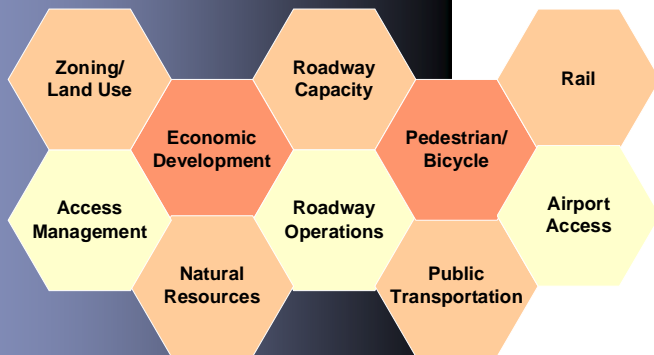 Zoning/
Land Use
Roadway
Capacity
Rail
Economic
Development
Pedestrian/
Bicycle
Access
Management
Roadway
Operations
Airport
Access
Natural
Resources
Public
Transportation